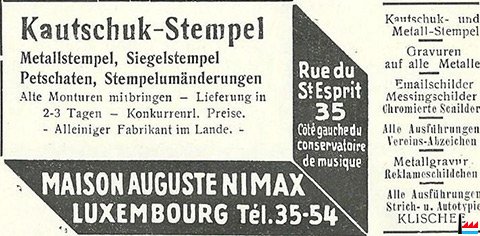 Kautschuk-Stempel
Metallstempel, Siegelstempel
Petschaten, Stempelumänderungen
Alte Monturen mitbringen – Lieferung in
2-3 Tagen – Konkurrenrl. Preise.
- Alleiniger Fabrikant im Lande. -
Rue du
St Esprit
35
Côté gauche du
conservatoire
de musique
MAISON AUGUSTE NIMAX
LUXEMBOURG Tél. 35-54
Kautschuk- und
Metall-Stempel
Gravuren
auf alle Metalle
Emailschilder
Messingschilder
Chromierte Scailder
Alle Ausführungen
Vereins-Abzeichen
Metallgravur
Reklameschildchen
Alle Ausführungen
Strich- u. Autotypie
KLISCHEE